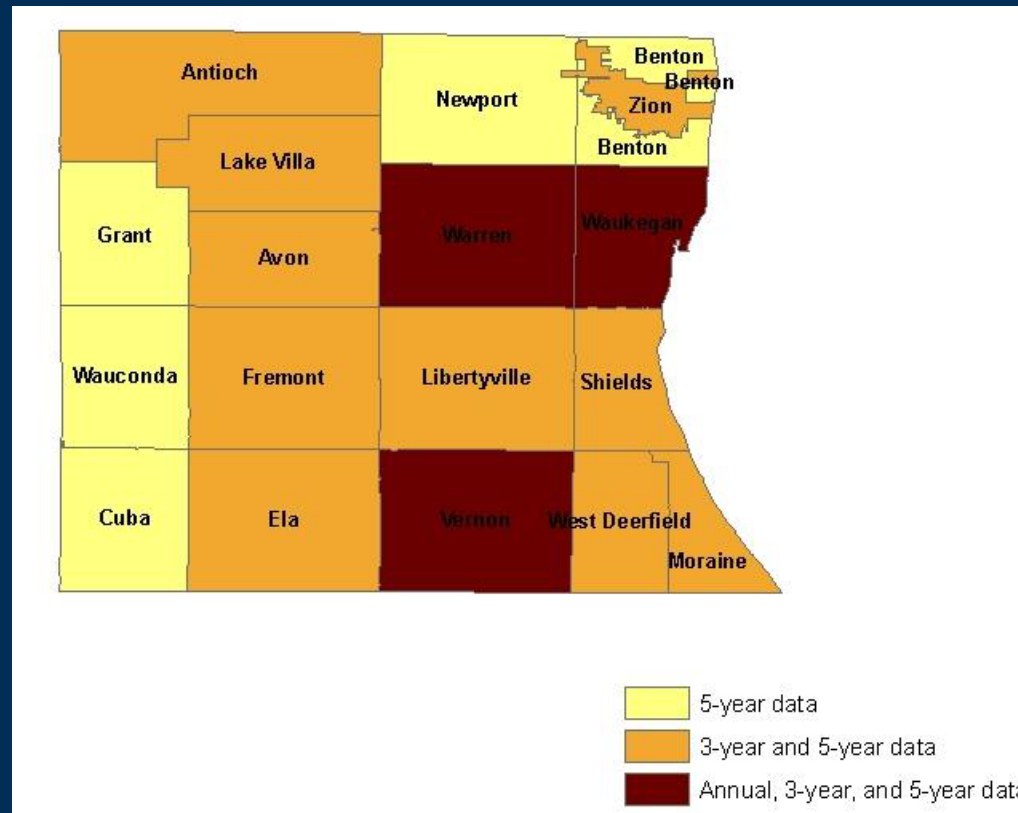 Antioch
Newport
Benton
Benton
Zion
Benton
Lake Villa
Grant
Avon
Warren
Waukegan
Wauconda
Fremont
Libertyville
Shields
Cuba
Ela
Vernon
West Deerfield
Moraine
5-year data
3-year and 5-year data
Annual, 3-year, and 5-year data